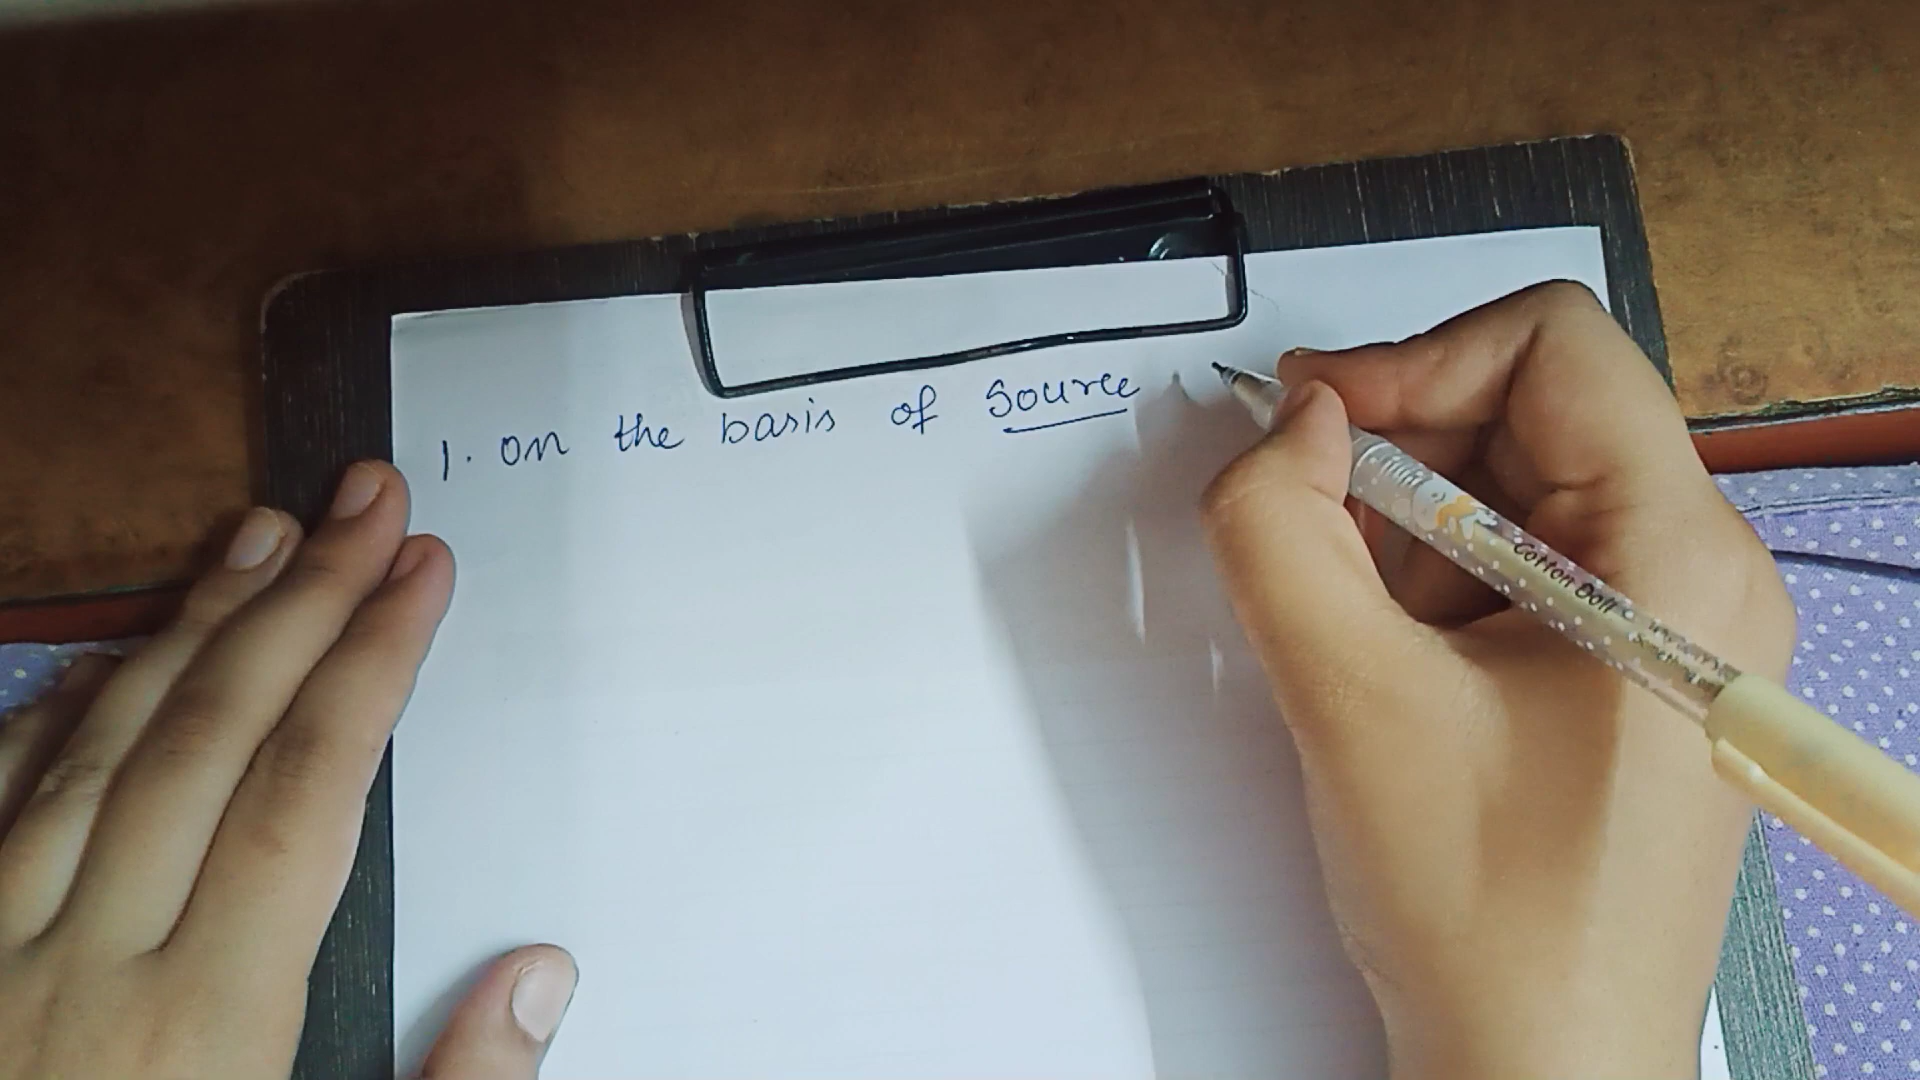 1. on the basis of source
Cotton Doll